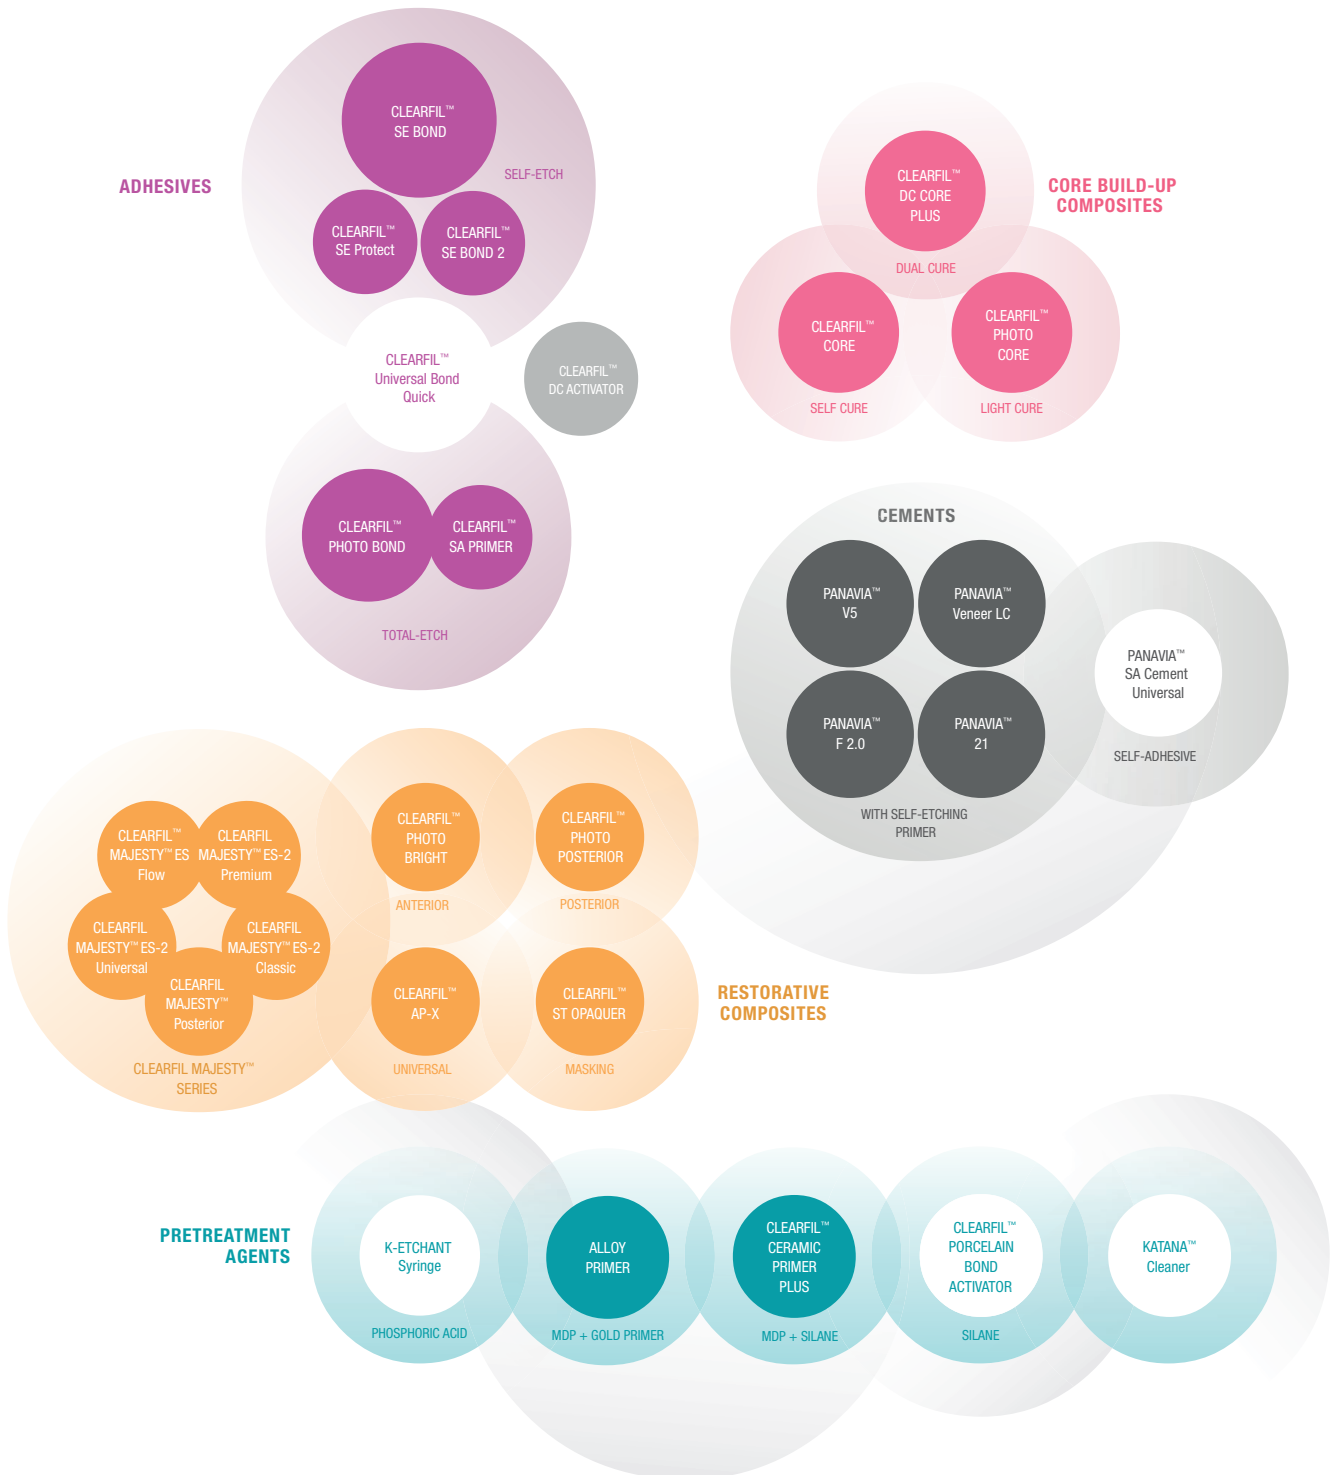 ADHESIVES
CLEARFIL™
SE BOND
SELF-ETCH
CLEARFIL™
SE Protect
CLEARFIL™
SE BOND 2
CLEARFIL™
Universal Bond
Quick
CLEARFIL™
DC ACTIVATOR
CLEARFIL™
PHOTO BOND
CLEARFIL™
SA PRIMER
TOTAL-ETCH
CORE BUILD-UP
COMPOSITES
CLEARFIL™
DC CORE
PLUS
DUAL CURE
CLEARFIL™
CORE
SELF CURE
CLEARFIL™
PHOTO
CORE
LIGHT CURE
CEMENTS
PANAVIA™
V5
PANAVIA™
Veneer LC
PANAVIA™
F 2.0
PANAVIA™
21
WITH SELF-ETCHING
PRIMER
PANAVIA™
SA Cement
Universal
SELF-ADHESIVE
CLEARFIL™
MAJESTY™ ES
Flow
CLEARFIL
MAJESTY™ ES-2
Premium
CLEARFIL
MAJESTY™ ES-2
Universal
CLEARFIL
MAJESTY™ ES-2
Classic
CLEARFIL
MAJESTY™
Posterior
CLEARFIL MAJESTY™
SERIES
CLEARFIL™
PHOTO
BRIGHT
ANTERIOR
CLEARFIL™
PHOTO
POSTERIOR
POSTERIOR
CLEARFIL™
AP-X
UNIVERSAL
CLEARFIL™
ST OPAQUER
MASKING
RESTORATIVE
COMPOSITES
PRETREATMENT
AGENTS
K-ETCHANT
Syringe
PHOSPHORIC ACID
ALLOY
PRIMER
MDP + GOLD PRIMER
CLEARFIL™
CERAMIC
PRIMER
PLUS
MDP + SILANE
CLEARFIL™
PORCELAIN
BOND
ACTIVATOR
SILANE
KATANA™
Cleaner